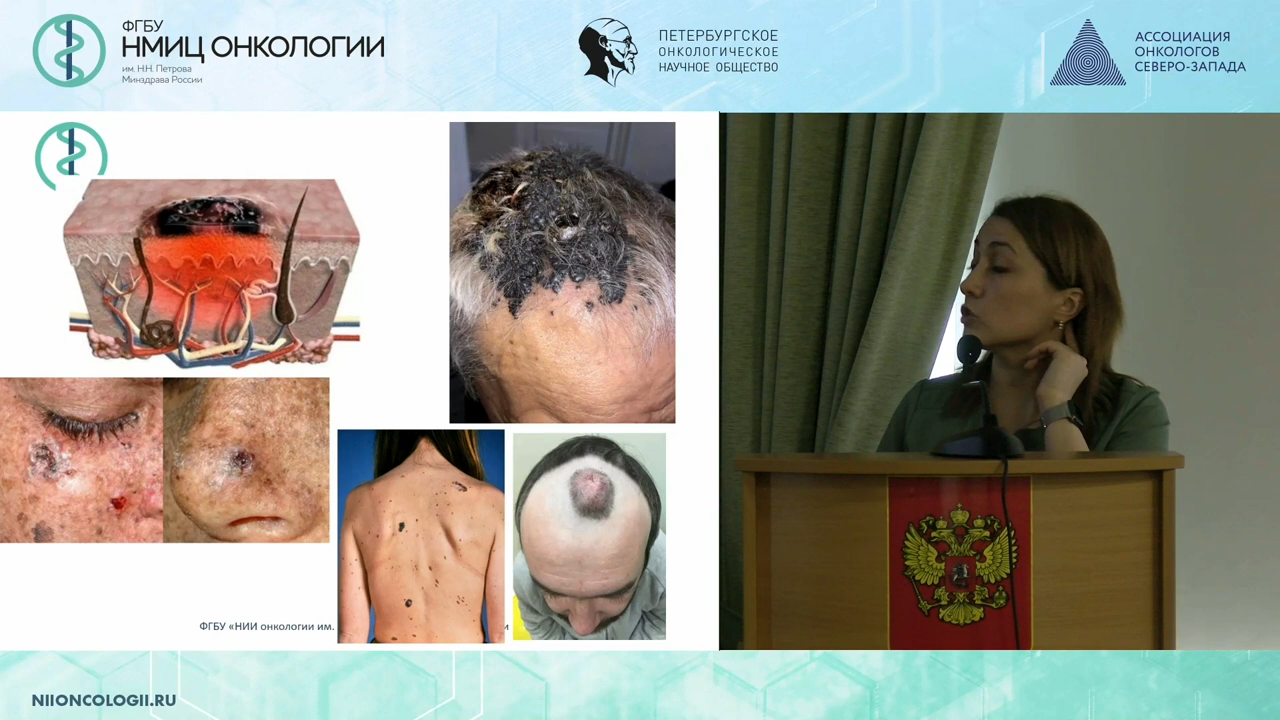 ФГБУ
НМИЦ ОНКОЛОГИИ
им. Н.Н. Петрова
Минздрава России
ПЕТЕРБУРГСКОЕ
ОНКОЛОГИЧЕСКОЕ
НАУЧНОЕ ОБЩЕСТВО
АССОЦИАЦИЯ
ОНКОЛОГОВ
СЕВЕРО-ЗАПАДА
ФГБУ «НИИ онкологии им.
NIIONCOLOGII.RU